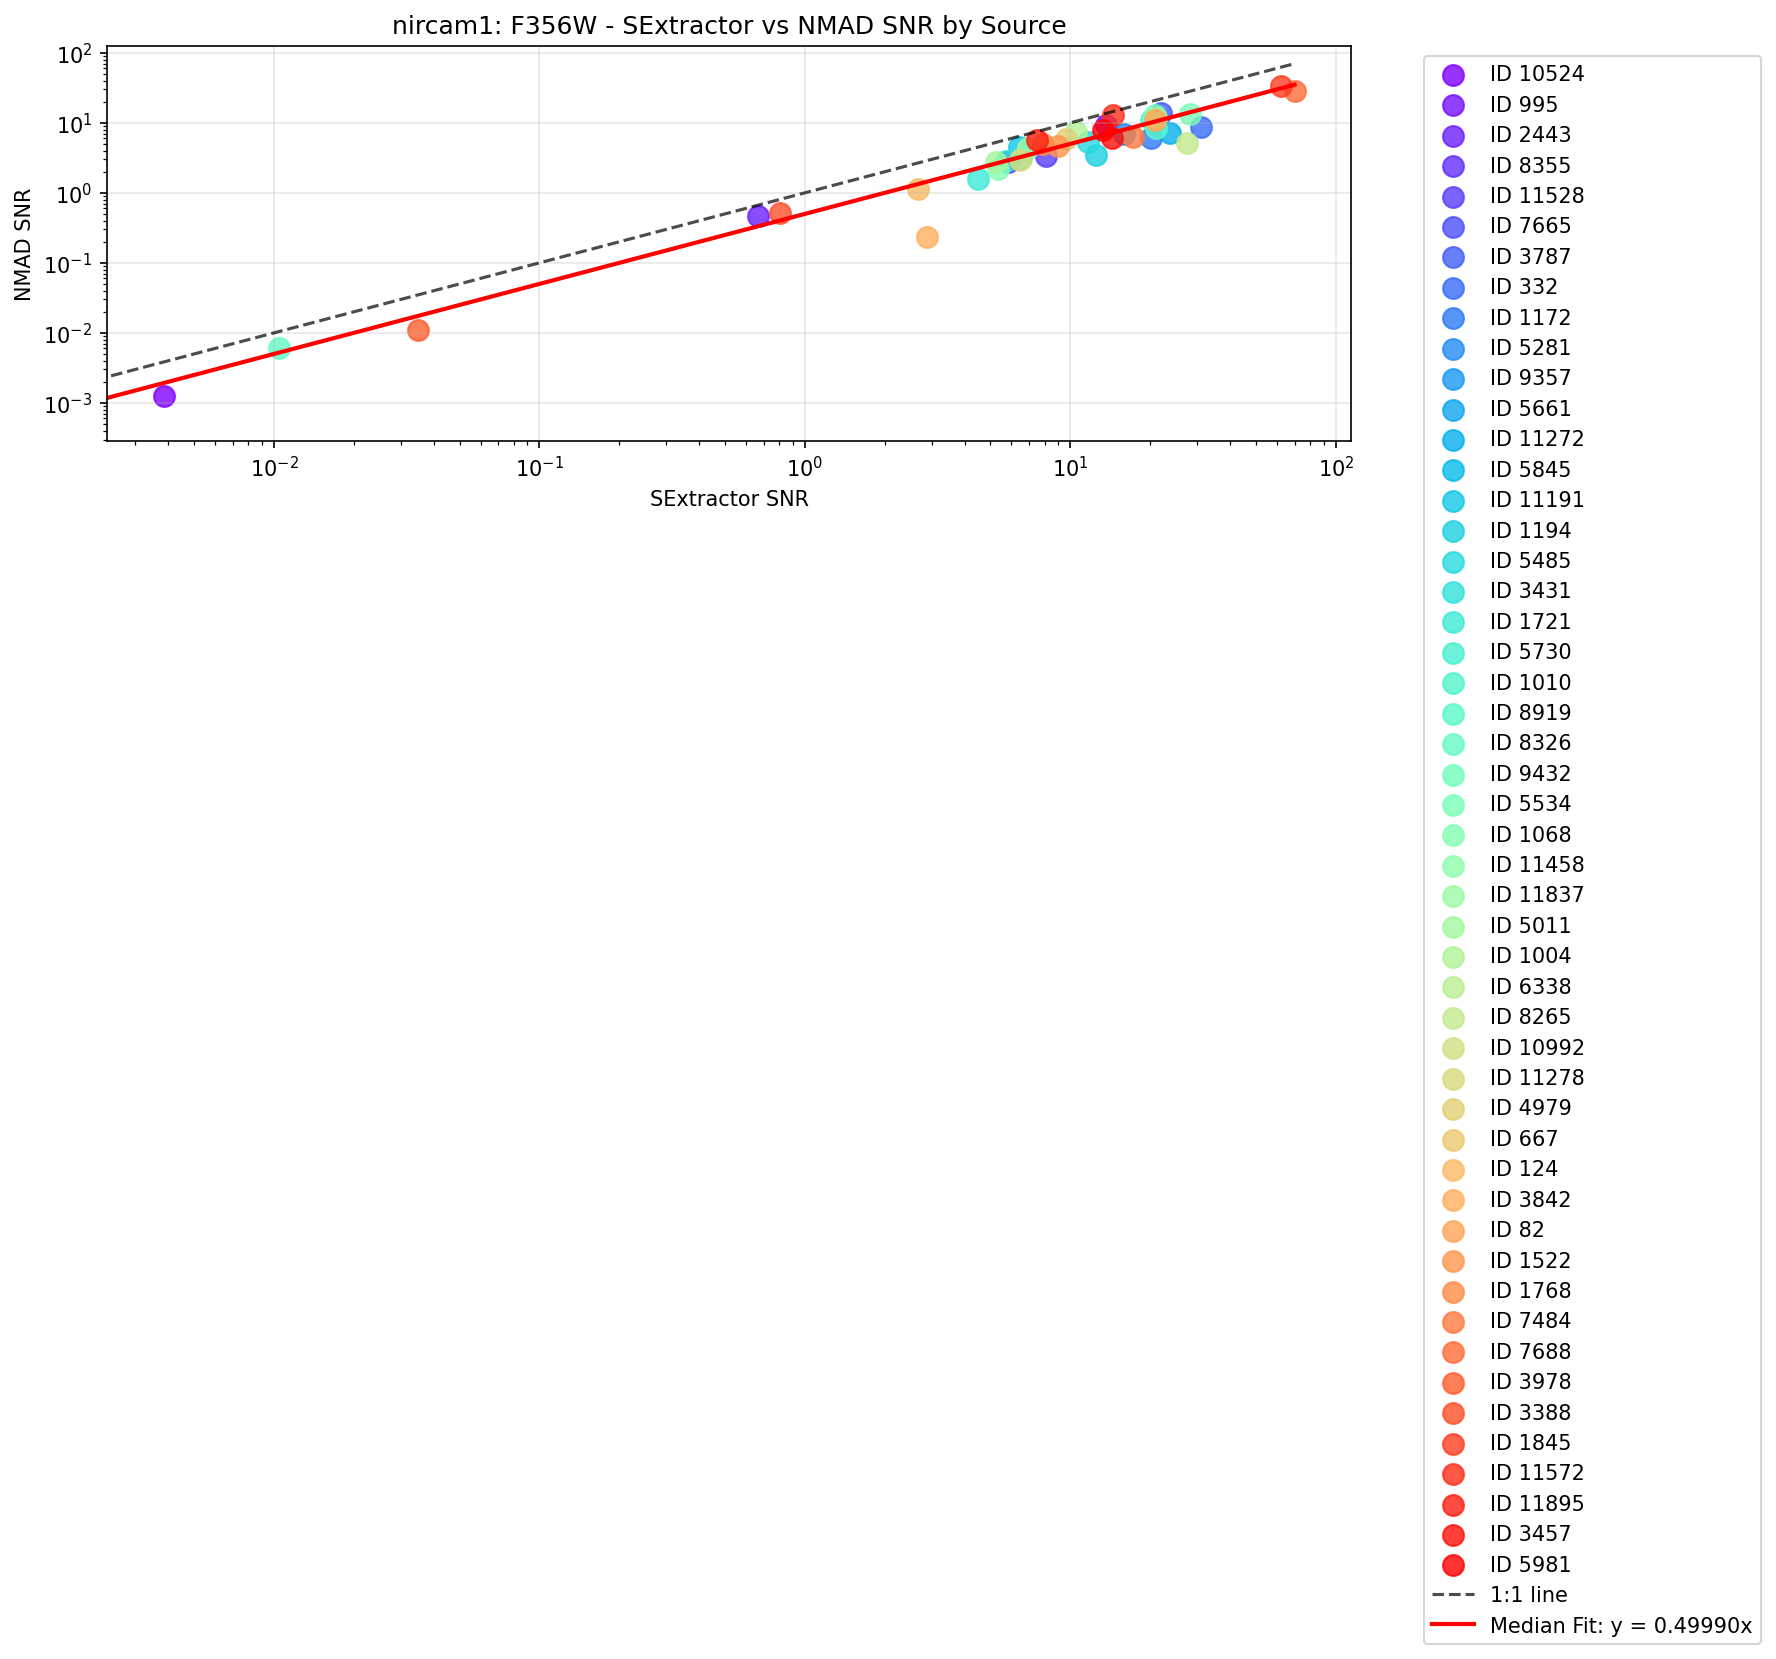 nircam1: F356W - SExtractor vs NMAD SNR by Source
NMAD SNR
10²
10¹
10⁰
10⁻¹
10⁻²
10⁻³
10⁻² 10⁻¹ 10⁰ 10¹ 10²
SExtractor SNR
ID 10524
ID 995
ID 2443
ID 8355
ID 11528
ID 7665
ID 3787
ID 332
ID 1172
ID 5281
ID 9357
ID 5661
ID 11272
ID 5845
ID 11191
ID 1194
ID 5485
ID 3431
ID 1721
ID 5730
ID 1010
ID 8919
ID 8326
ID 9432
ID 5534
ID 1068
ID 11458
ID 11837
ID 5011
ID 1004
ID 6338
ID 8265
ID 10992
ID 11278
ID 4979
ID 667
ID 124
ID 3842
ID 82
ID 1522
ID 1768
ID 7484
ID 7688
ID 3978
ID 3388
ID 1845
ID 11572
ID 11895
ID 3457
ID 5981
1:1 line
Median Fit: y = 0.49990x